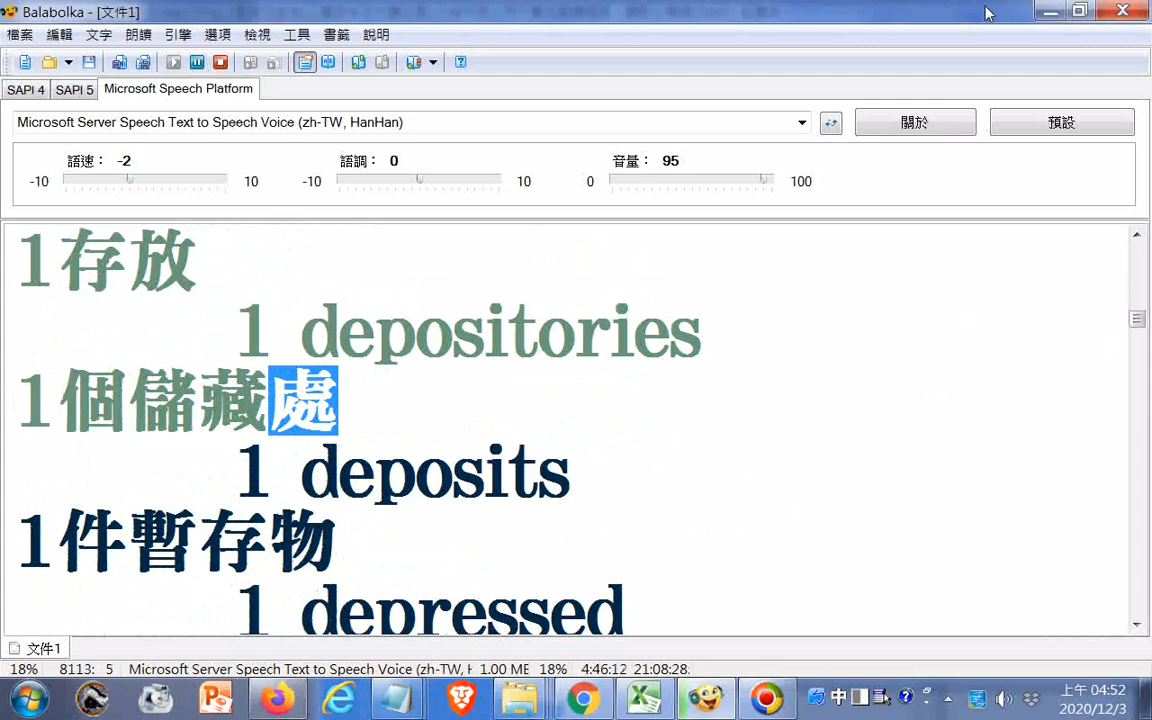 Balabolka - [文件1]
檔案 編輯 文字 朗讀 引擎 選項 檢視 工具 書籤 說明
SAPI 4 SAPI 5 Microsoft Speech Platform
Microsoft Server Speech Text to Speech Voice (zh-TW, HanHan) 關於 預設
語速： -2 語調： 0 音量： 95
-10 10 -10 10 0 100
1存放
1 depositories
1個儲藏處
1 deposits
1件暫存物
1 depressed
文件1
18% 8113: 5 Microsoft Server Speech Text to Speech Voice (zh-TW, H 1.00 ME 18% 4:46:12 21:08:28
中 上午 04:52
2020/12/3